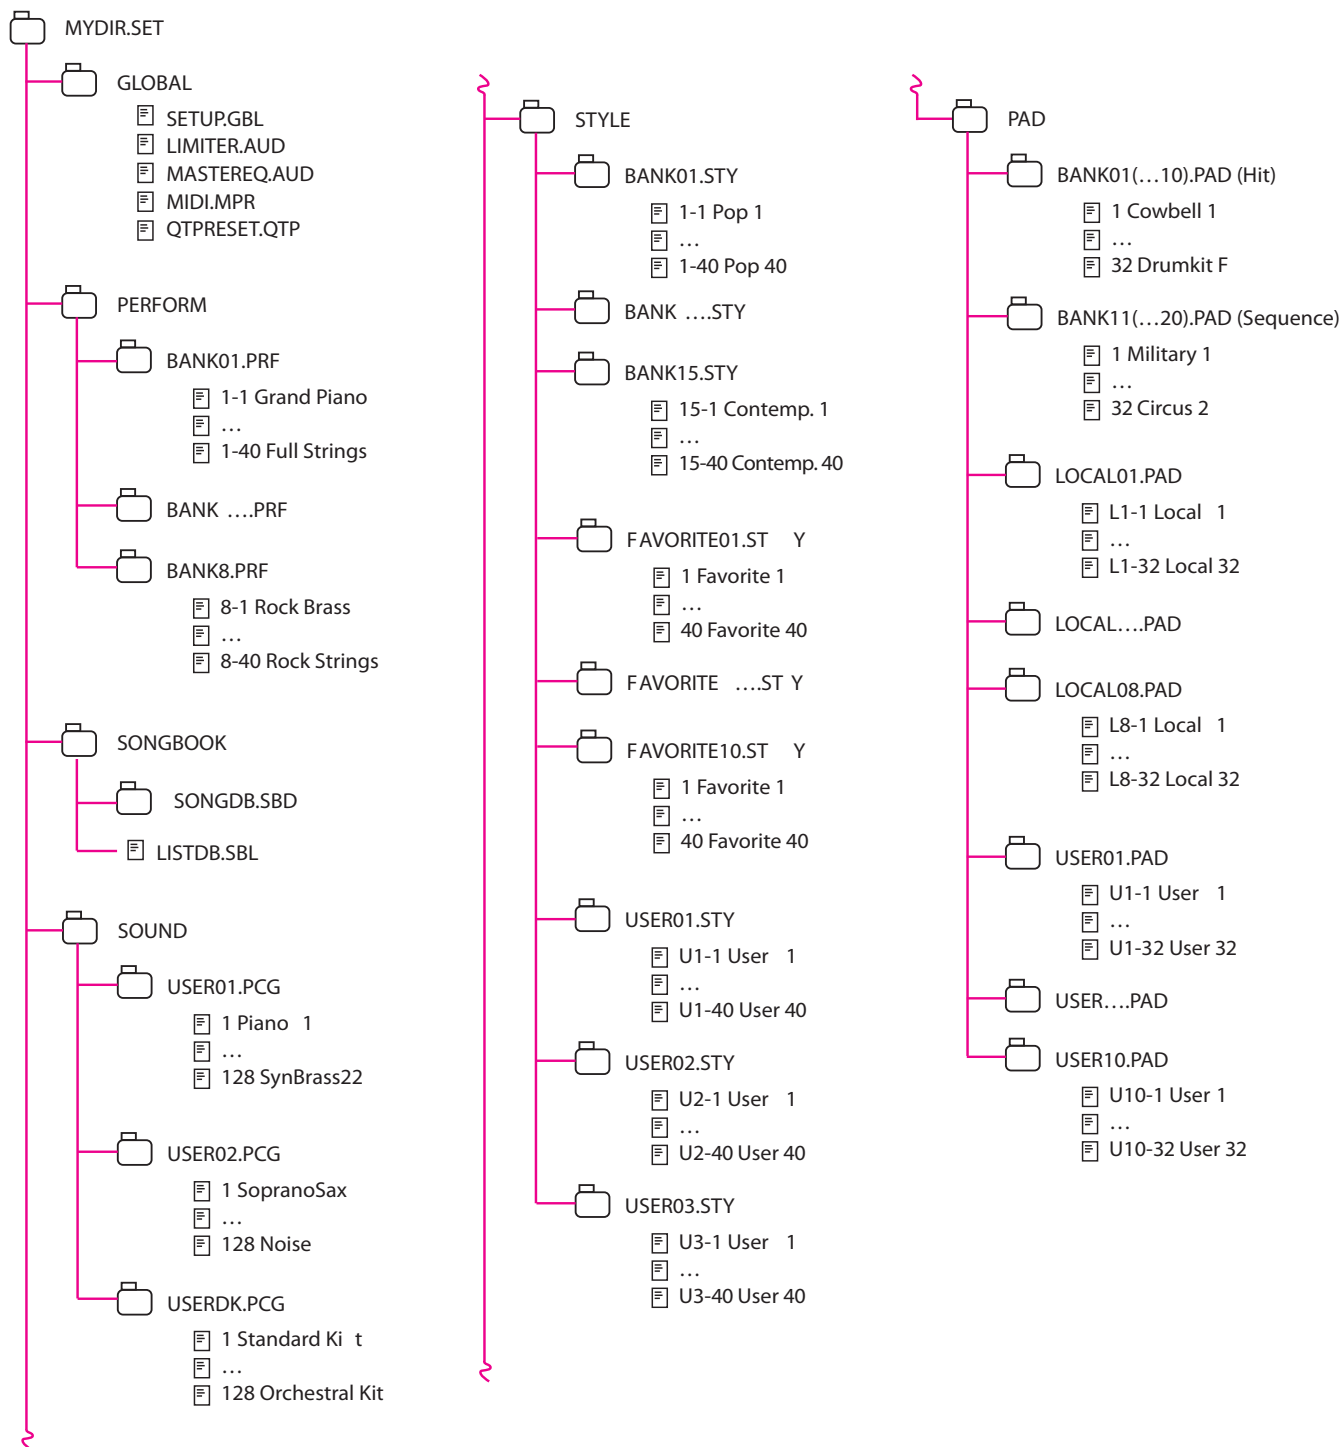 MYDIR.SET
GLOBAL
SETUP.GBL
LIMITER.AUD
MASTEREQ.AUD
MIDI.MPR
QTPRESET.QTP
PERFORM
BANK01.PRF
1-1 Grand Piano
…
1-40 Full Strings
BANK ….PRF
BANK8.PRF
8-1 Rock Brass
…
8-40 Rock Strings
SONGBOOK
SONGDB.SBD
LISTDB.SBL
SOUND
USER01.PCG
1 Piano 1
…
128 SynBrass22
USER02.PCG
1 SopranoSax
…
128 Noise
USERDK.PCG
1 Standard Ki t
…
128 Orchestral Kit
STYLE
BANK01.STY
1-1 Pop 1
…
1-40 Pop 40
BANK ….STY
BANK15.STY
15-1 Contemp. 1
…
15-40 Contemp. 40
FAVORITE01.ST Y
1 Favorite 1
…
40 Favorite 40
FAVORITE ….ST Y
FAVORITE10.ST Y
1 Favorite 1
…
40 Favorite 40
USER01.STY
U1-1 User 1
…
U1-40 User 40
USER02.STY
U2-1 User 1
…
U2-40 User 40
USER03.STY
U3-1 User 1
…
U3-40 User 40
PAD
BANK01(…10).PAD (Hit)
1 Cowbell 1
…
32 Drumkit F
BANK11(…20).PAD (Sequence)
1 Military 1
…
32 Circus 2
LOCAL01.PAD
L1-1 Local 1
…
L1-32 Local 32
LOCAL….PAD
LOCAL08.PAD
L8-1 Local 1
…
L8-32 Local 32
USER01.PAD
U1-1 User 1
…
U1-32 User 32
USER….PAD
USER10.PAD
U10-1 User 1
…
U10-32 User 32